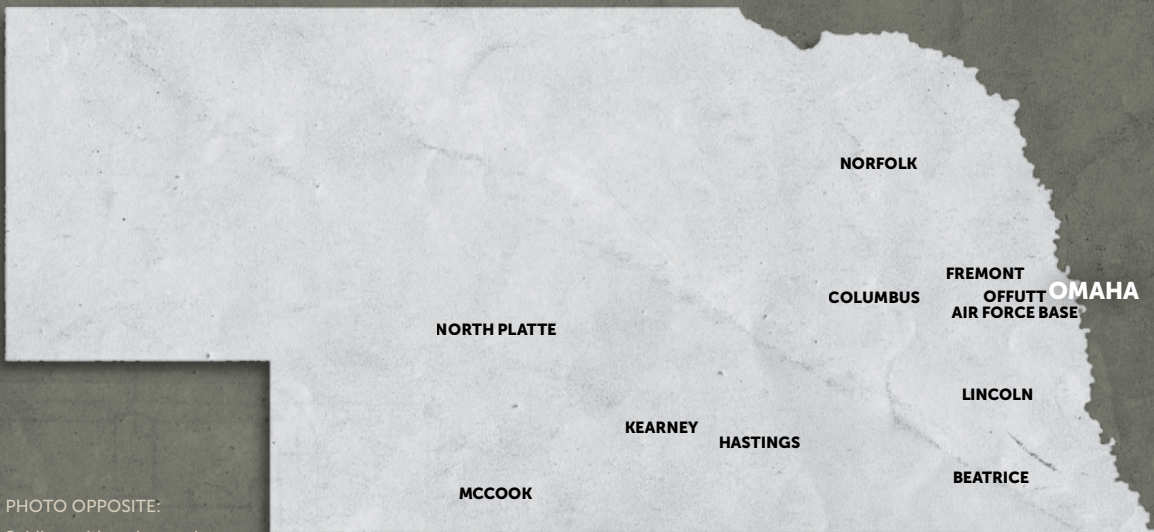 NORFOLK
FREMONT
OMAHA
COLUMBUS
OFFUTT
AIR FORCE BASE
NORTH PLATTE
LINCOLN
KEARNEY
HASTINGS
BEATRICE
MCCOOK
PHOTO OPPOSITE: